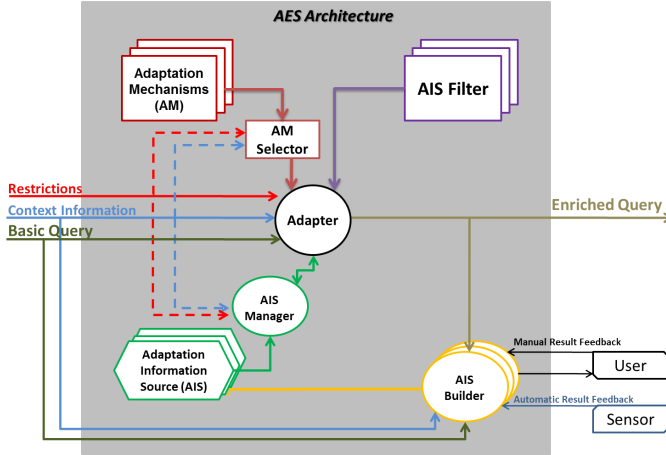 AES Architecture
Adaptation
Mechanisms (AM)
AIS Filter
AM
Selector
Restrictions
Context Information
Basic Query
Adapter
Enriched Query
AIS
Manager
Adaptation
Information
Source (AIS)
AIS
Builder
Manual Result Feedback
User
Automatic Result Feedback
Sensor